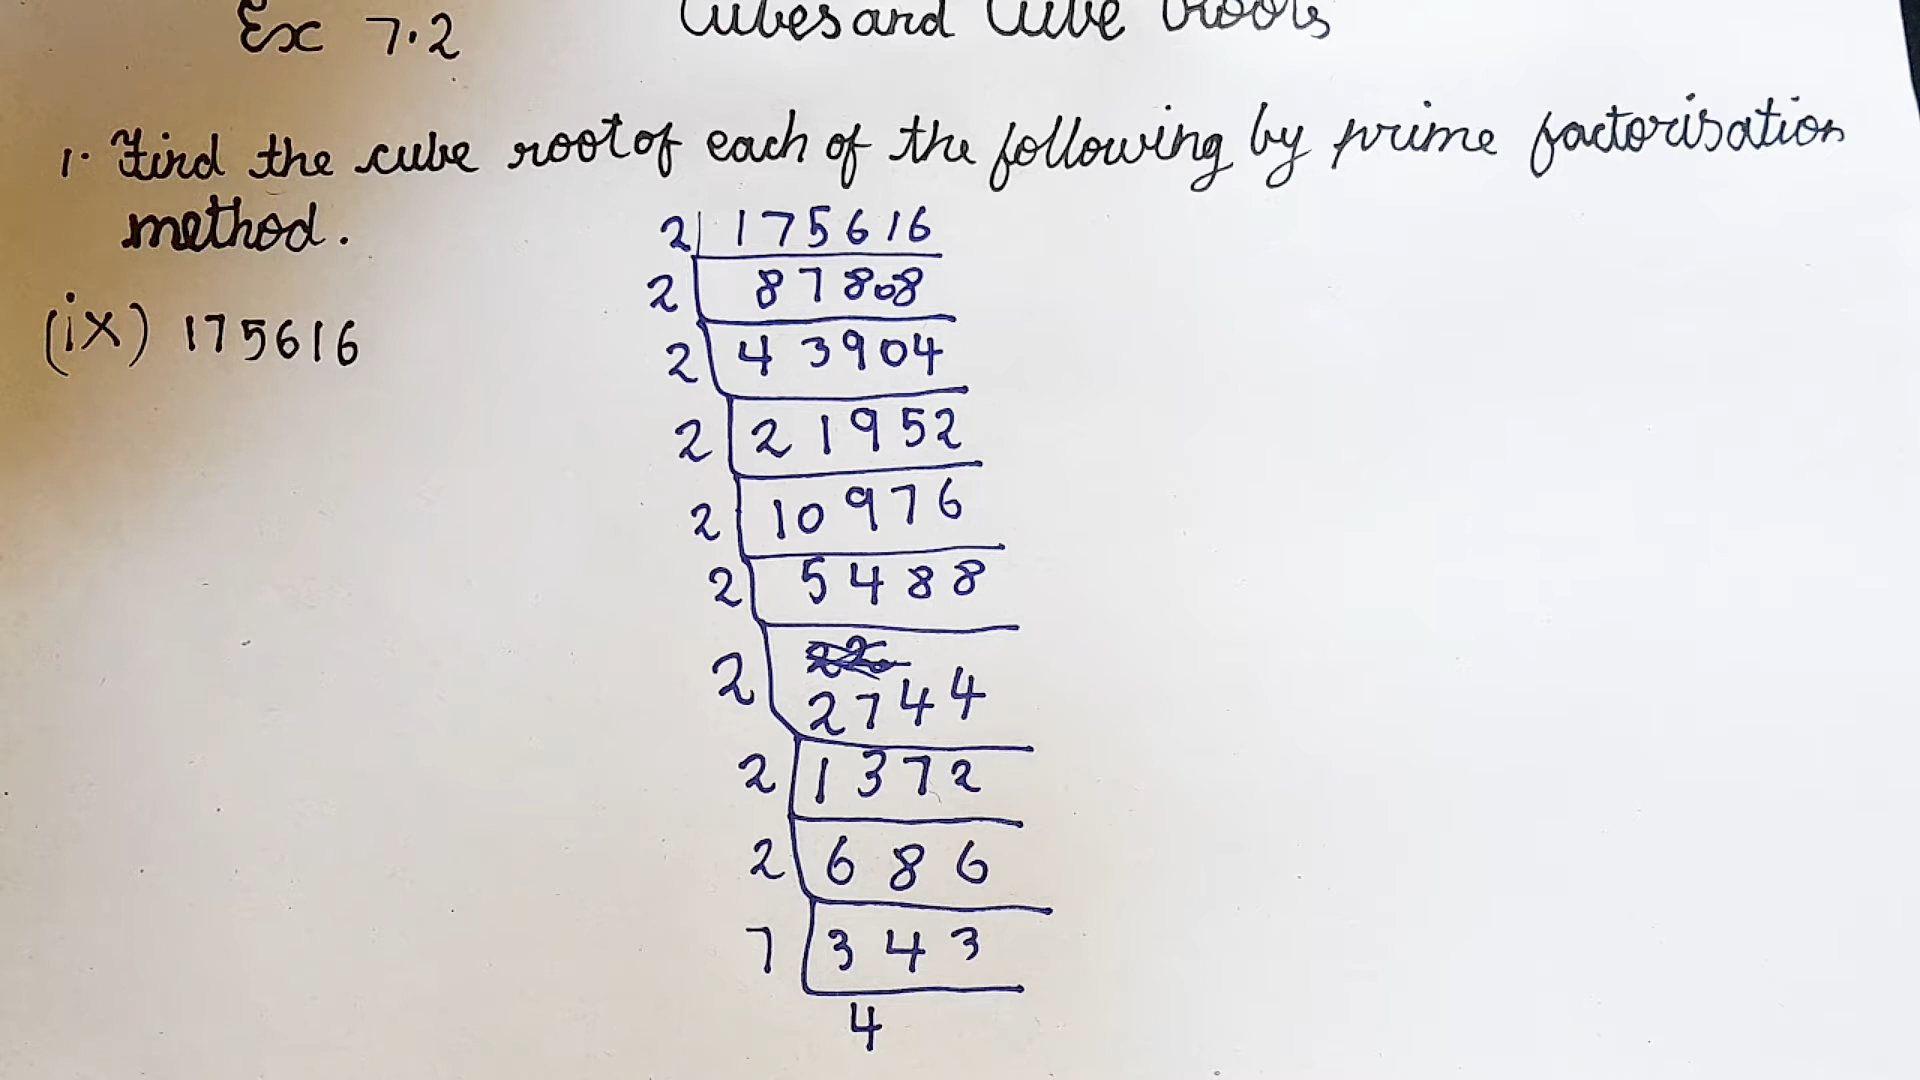 Ex 7.2 Cubes and Cube Roots
1. Find the cube root of each of the following by prime factorisation
method.
(ix) 175616
2 175616
2 87808
2 43904
2 21952
2 10976
2 5488
2 2744
2 1372
2 686
7 343
4